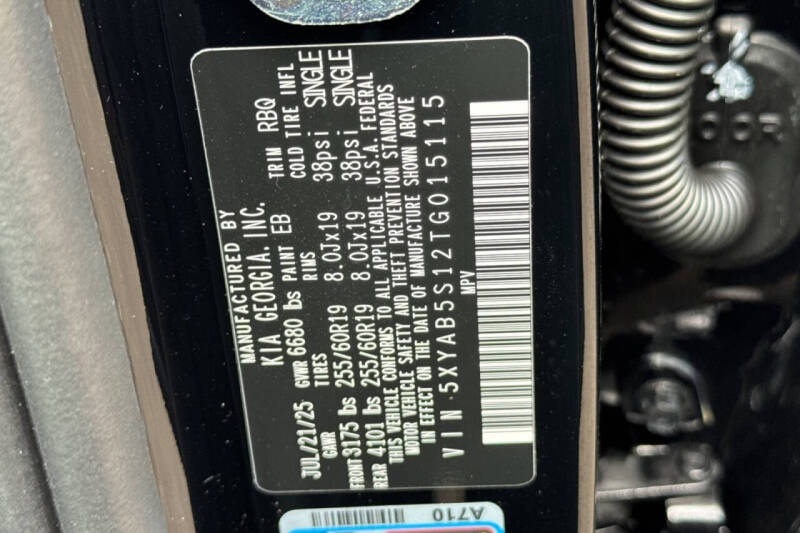 MANUFACTURED BY
KIA GEORGIA, INC.
JUL/21/25 GVWR 6680 lbs PAINT EB TRIM RBQ
GAWR TIRES RIMS COLD TIRE INFL
FRONT 3175 lbs 255/60R19 8.0Jx19 38psi SINGLE
REAR 4101 lbs 255/60R19 8.0Jx19 38psi SINGLE
THIS VEHICLE CONFORMS TO ALL APPLICABLE U.S.A. FEDERAL
MOTOR VEHICLE SAFETY AND THEFT PREVENTION STANDARDS
IN EFFECT ON THE DATE OF MANUFACTURE SHOWN ABOVE
VIN 5XYAB5S12TG015115
MPV
A710